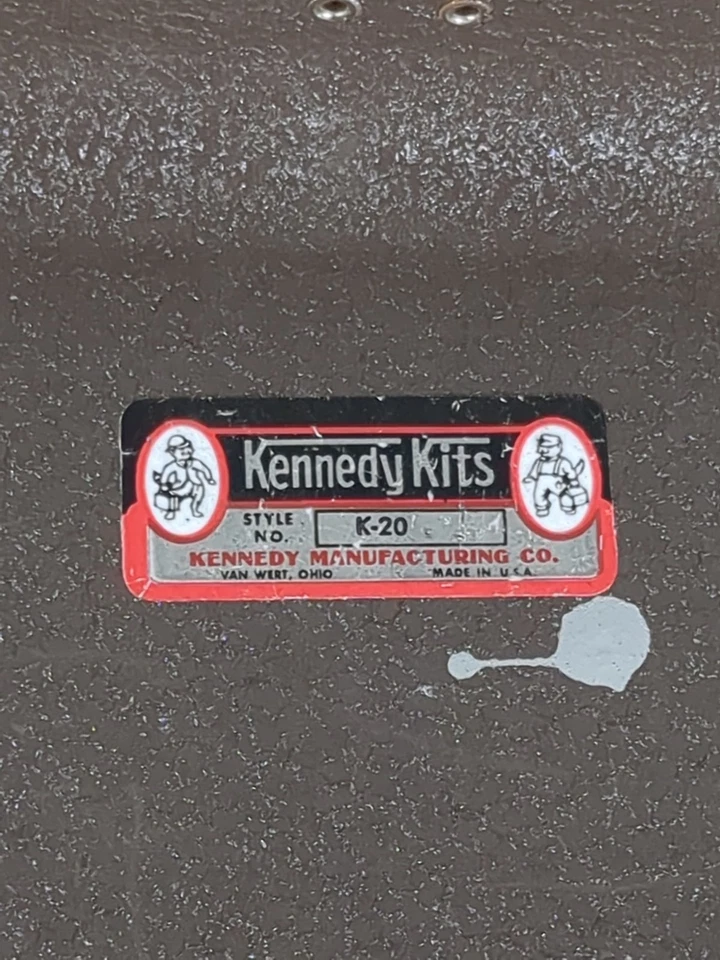 Kennedy Kits
STYLE NO. K-20
KENNEDY MANUFACTURING CO.
VAN WERT, OHIO MADE IN U.S.A.